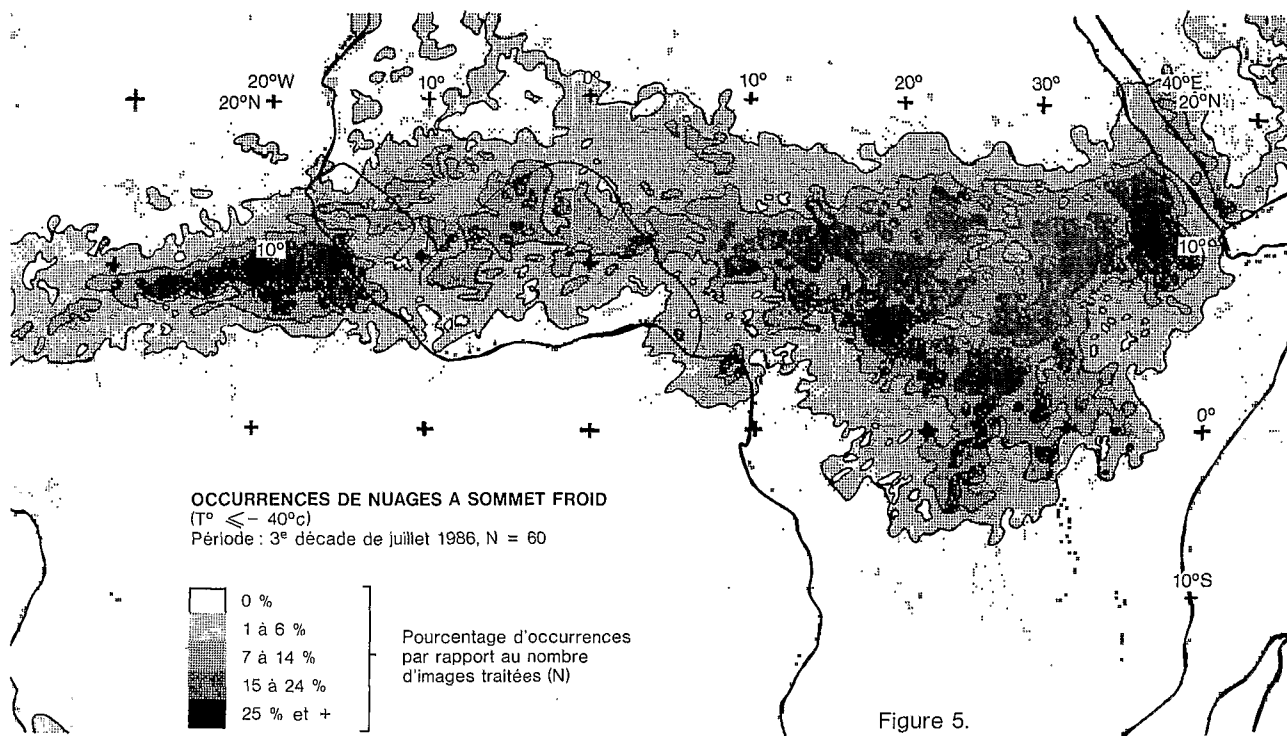 20°W
20°N
10°
0°
10°
20°
30°
40°E
20°N
10°
10°
0°
OCCURRENCES DE NUAGES A SOMMET FROID
(T° ⩽ – 40°c)
Période : 3e décade de juillet 1986, N = 60
10°S
0 %
1 à 6 %
7 à 14 %
15 à 24 %
25 % et +
Pourcentage d'occurrences
par rapport au nombre
d'images traitées (N)
Figure 5.